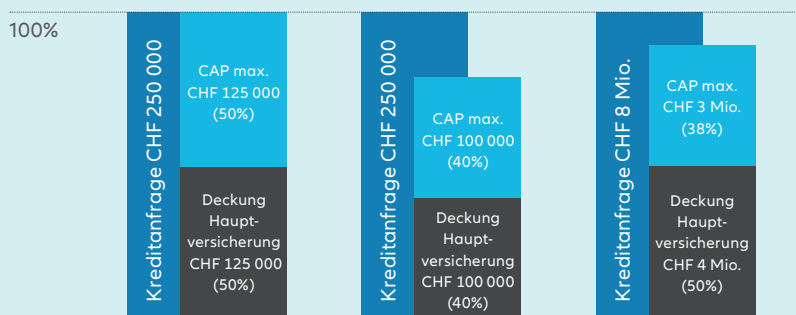 100%
Kreditanfrage CHF 250 000
CAP max.
CHF 125 000
(50%)
Deckung
Haupt-
versicherung
CHF 125 000
(50%)
Kreditanfrage CHF 250 000
CAP max.
CHF 100 000
(40%)
Deckung
Haupt-
versicherung
CHF 100 000
(40%)
Kreditanfrage CHF 8 Mio.
CAP max.
CHF 3 Mio.
(38%)
Deckung
Haupt-
versicherung
CHF 4 Mio.
(50%)